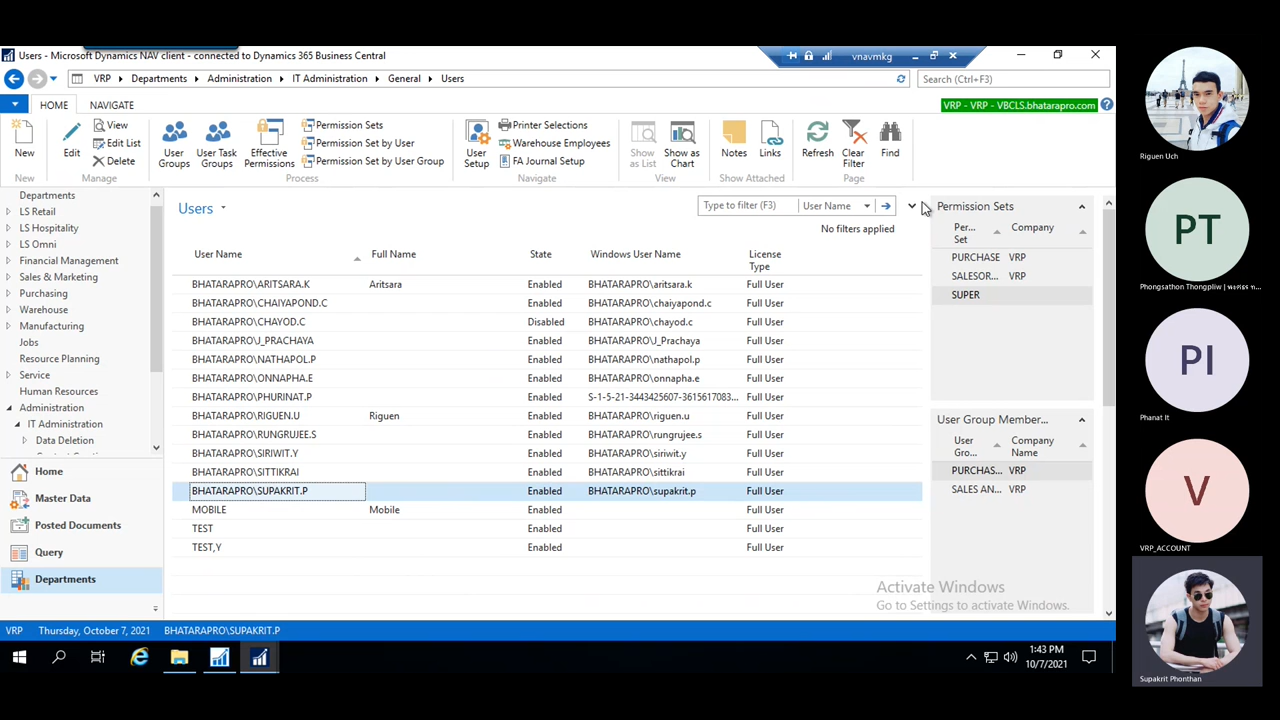 Users - Microsoft Dynamics NAV client - connected to Dynamics 365 Business Central
vnavmkg
VRP Departments Administration IT Administration General Users
Search (Ctrl+F3)
HOME NAVIGATE
VRP - VRP - VBCLS.bhatarapro.com
New
Edit
View
Edit List
Delete
User Groups
User Task Groups
Effective Permissions
Permission Sets
Permission Set by User
Permission Set by User Group
User Setup
Printer Selections
Warehouse Employees
FA Journal Setup
Show as List
Show as Chart
Notes
Links
Refresh
Clear Filter
Find
New Manage Process Navigate View Show Attached Page
Departments
LS Retail
LS Hospitality
LS Omni
Financial Management
Sales & Marketing
Purchasing
Warehouse
Manufacturing
Jobs
Resource Planning
Service
Human Resources
Administration
IT Administration
Data Deletion
Home
Master Data
Posted Documents
Query
Departments
Users
Type to filter (F3) User Name
No filters applied
User Name Full Name State Windows User Name License Type
BHATARAPRO\ARITSARA.K Aritsara Enabled BHATARAPRO\aritsara.k Full User
BHATARAPRO\CHAIYAPOND.C Enabled BHATARAPRO\chaiyapond.c Full User
BHATARAPRO\CHAYOD.C Disabled BHATARAPRO\chayod.c Full User
BHATARAPRO\J_PRACHAYA Enabled BHATARAPRO\J_Prachaya Full User
BHATARAPRO\NATHAPOL.P Enabled BHATARAPRO\nathapol.p Full User
BHATARAPRO\ONNAPHA.E Enabled BHATARAPRO\onnapha.e Full User
BHATARAPRO\PHURINAT.P Enabled S-1-5-21-3443425607-3615617083... Full User
BHATARAPRO\RIGUEN.U Riguen Enabled BHATARAPRO\riguen.u Full User
BHATARAPRO\RUNGRUJEE.S Enabled BHATARAPRO\rungrujee.s Full User
BHATARAPRO\SIRIWIT.Y Enabled BHATARAPRO\siriwit.y Full User
BHATARAPRO\SITTIKRAI Enabled BHATARAPRO\sittikrai Full User
BHATARAPRO\SUPAKRIT.P Enabled BHATARAPRO\supakrit.p Full User
MOBILE Mobile Enabled Full User
TEST Enabled Full User
TEST,Y Enabled Full User
Permission Sets
Per... Set Company
PURCHASE VRP
SALESOR... VRP
SUPER
User Group Member...
User Gro... Company Name
PURCHAS... VRP
SALES AN... VRP
Activate Windows
Go to Settings to activate Windows.
VRP Thursday, October 7, 2021 BHATARAPRO\SUPAKRIT.P
1:43 PM
10/7/2021
Riguen Uch
PT
Phongsathon Thongpliw |
PI
Phanat It
V
VRP_ACCOUNT
Supakrit Phonthan